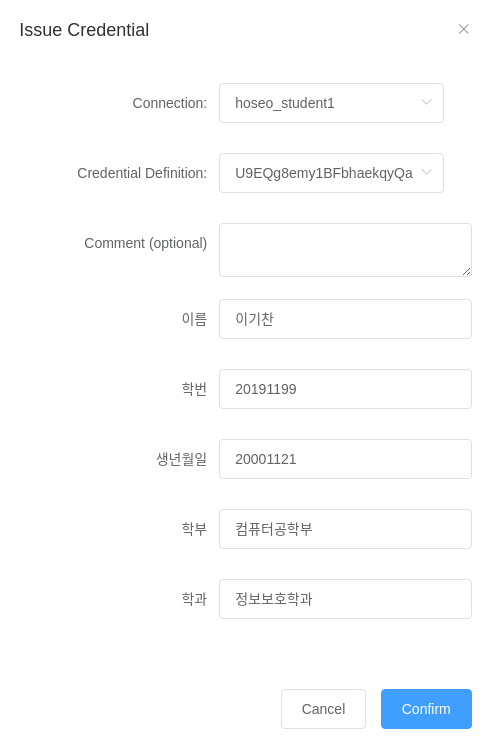 Issue Credential
Connection: hoseo_student1
Credential Definition: U9EQg8emy1BFbhaekqyQa
Comment (optional)
이름 이기찬
학번 20191199
생년월일 20001121
학부 컴퓨터공학부
학과 정보보호학과
Cancel Confirm